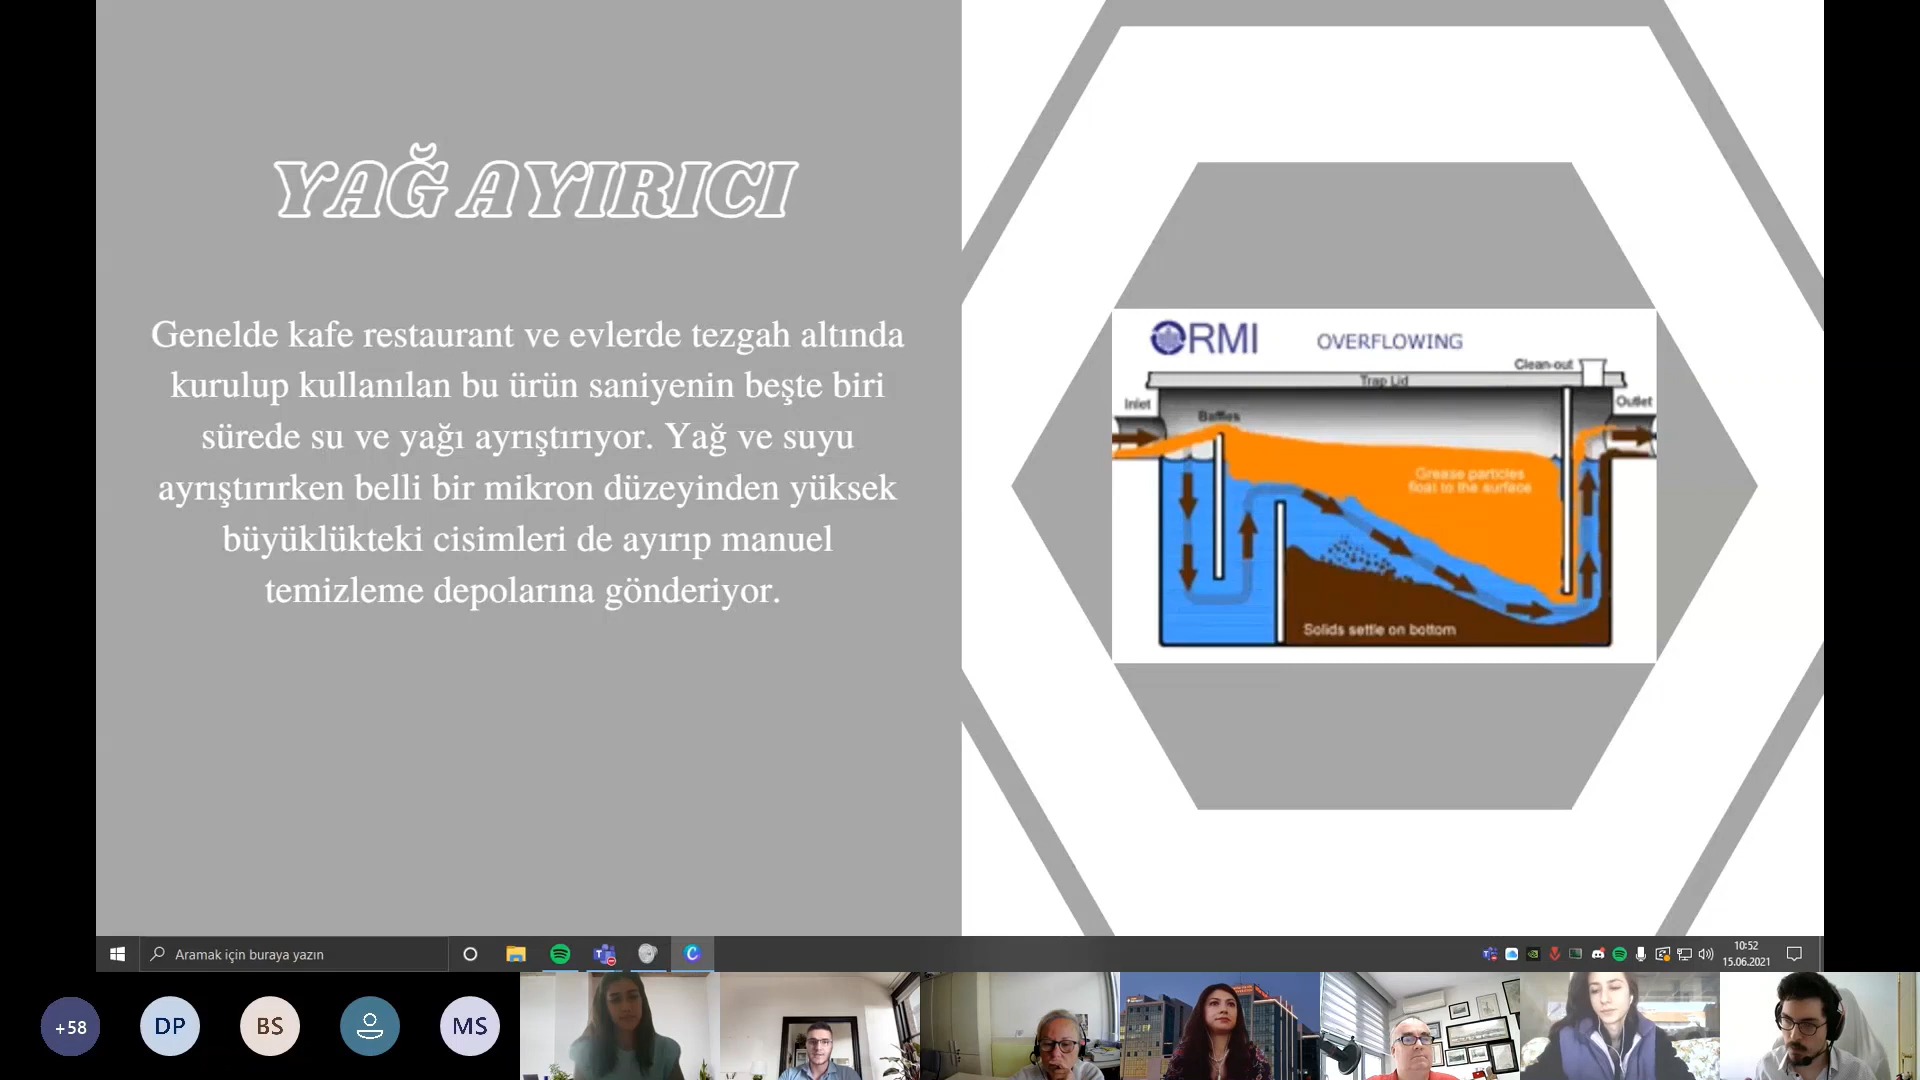 YAĞ AYIRICI
Genelde kafe restaurant ve evlerde tezgah altında
kurulup kullanılan bu ürün saniyenin beşte biri
sürede su ve yağı ayrıştırıyor. Yağ ve suyu
ayrıştırırken belli bir mikron düzeyinden yüksek
büyüklükteki cisimleri de ayırıp manuel
temizleme depolarına gönderiyor.
ORMI
OVERFLOWING
Clean-out
Trap Lid
Inlet
Outlet
Baffles
Grease particles
float to the surface
Solids settle on bottom
Aramak için buraya yazın
10:52
15.06.2021
+58
DP
BS
MS